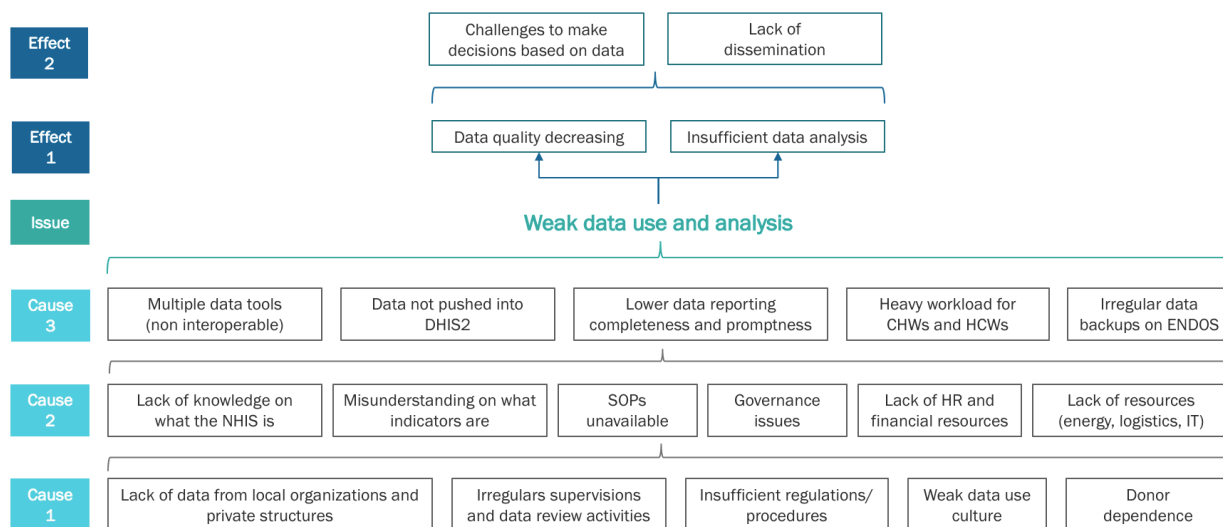 Effect
2
Challenges to make
decisions based on data
Lack of
dissemination
Effect
1
Data quality decreasing
Insufficient data analysis
Issue
Weak data use and analysis
Cause
3
Multiple data tools
(non interoperable)
Data not pushed into
DHIS2
Lower data reporting
completeness and promptness
Heavy workload for
CHWs and HCWs
Irregular data
backups on ENDOS
Cause
2
Lack of knowledge on
what the NHIS is
Misunderstanding on what
indicators are
SOPs
unavailable
Governance
issues
Lack of HR and
financial resources
Lack of resources
(energy, logistics, IT)
Cause
1
Lack of data from local organizations and
private structures
Irregulars supervisions
and data review activities
Insufficient regulations/
procedures
Weak data use
culture
Donor
dependence